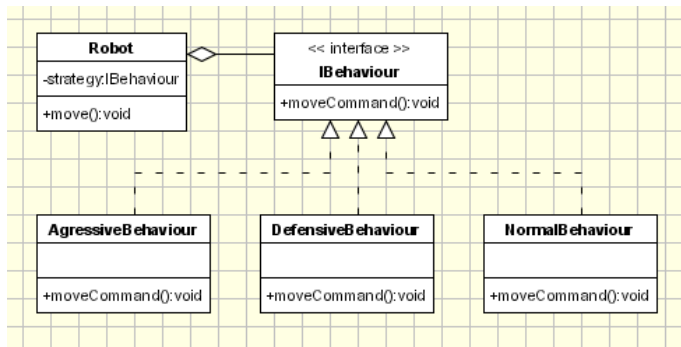 Robot
-strategy:IBehaviour
+move():void
<< interface >>
IBehaviour
+moveCommand():void
AgressiveBehaviour
+moveCommand():void
DefensiveBehaviour
+moveCommand():void
NormalBehaviour
+moveCommand():void